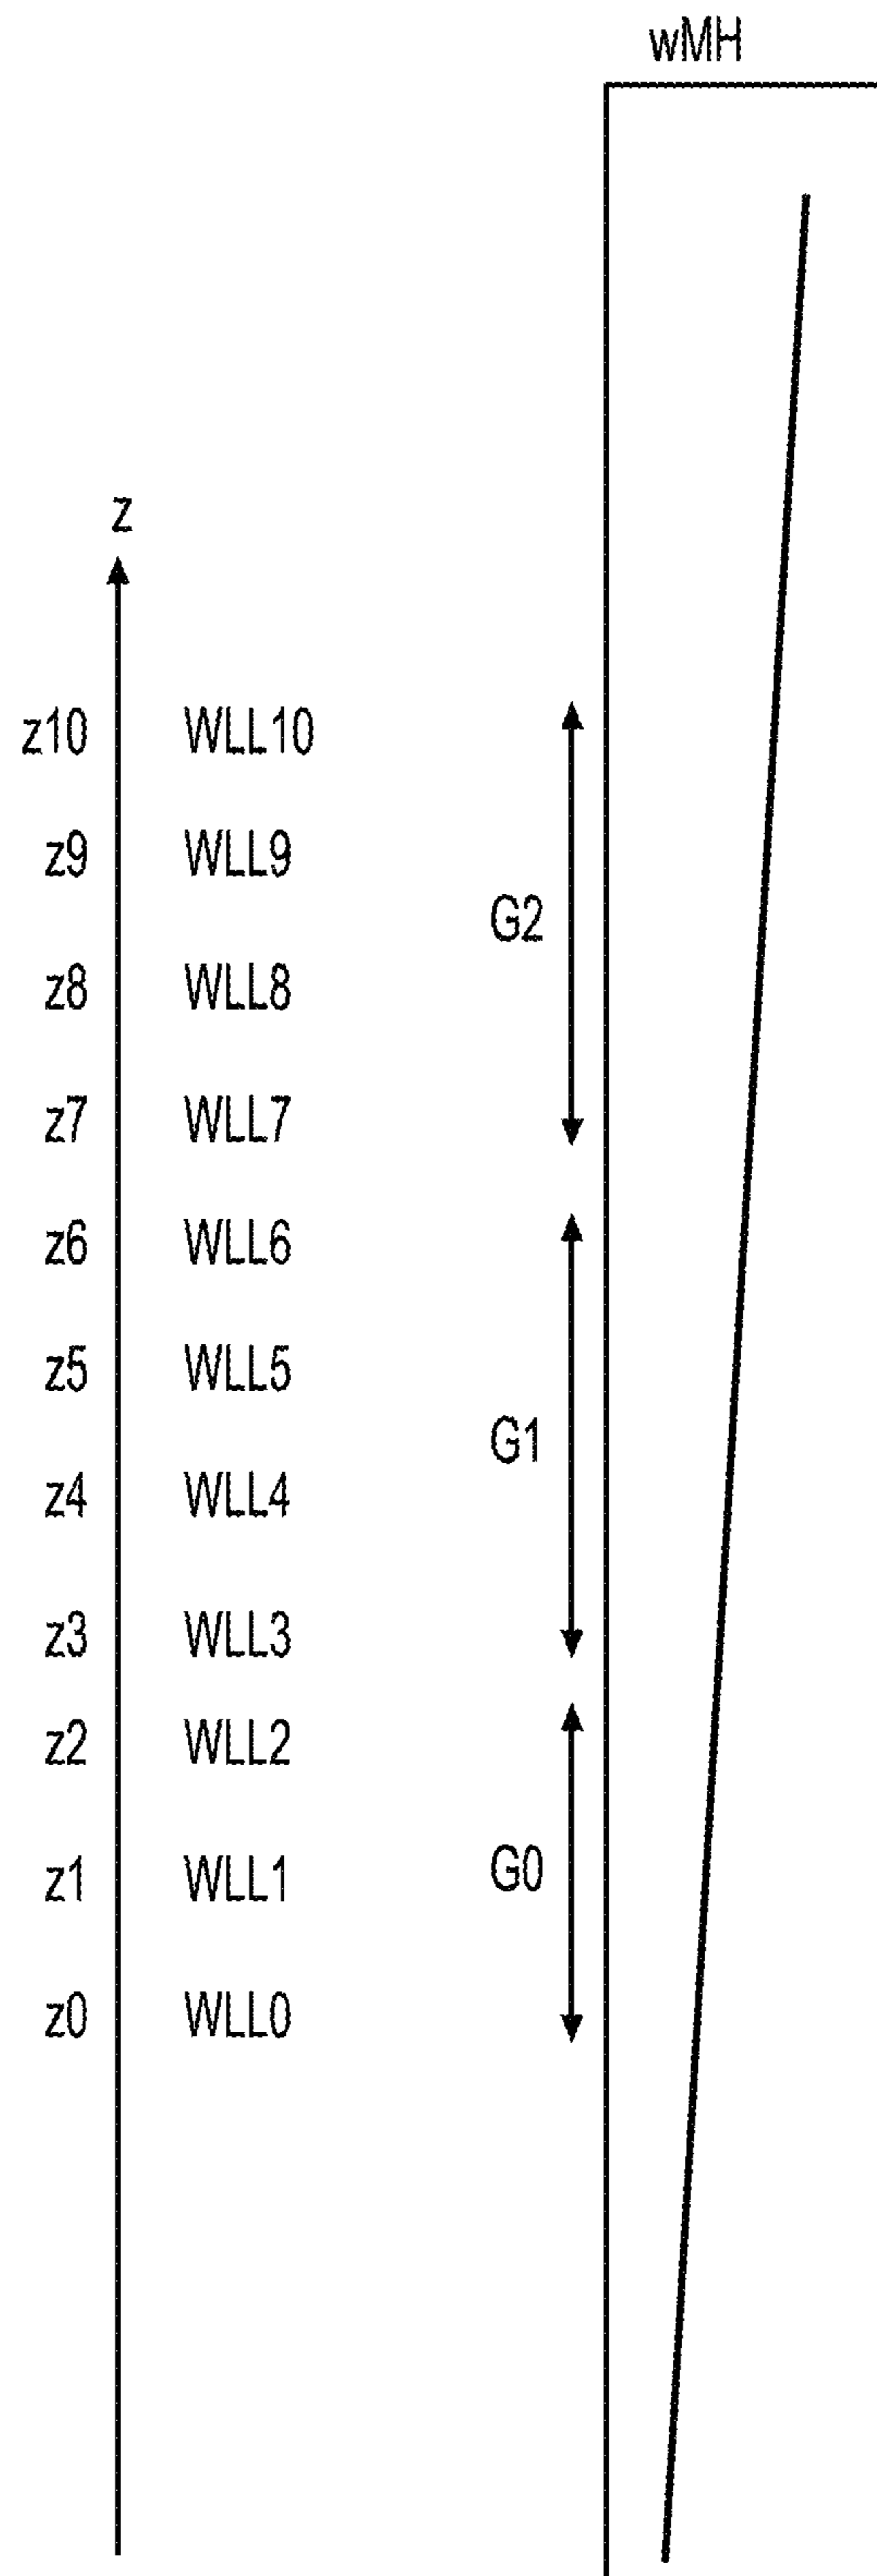 wMH
z
z10 WLL10
z9 WLL9
G2
z8 WLL8
z7 WLL7
z6 WLL6
z5 WLL5
G1
z4 WLL4
z3 WLL3
z2 WLL2
z1 WLL1 G0
z0 WLL0